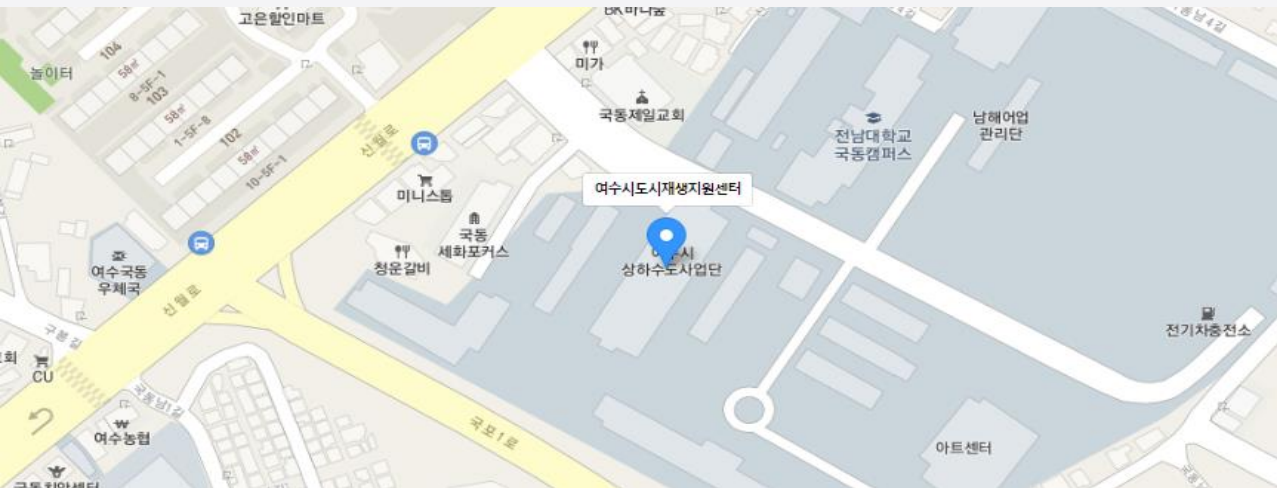 고은할인마트
104
58㎡
8-5F-1
103
58㎡
1-5F-8
102
58㎡
10-5F-1
놀이터
미가
국동제일교회
전남대학교
국동캠퍼스
남해어업
관리단
신월로
미니스톱
국동
세화포커스
청운갈비
여수시도시재생지원센터
상하수도사업단
여수국동
우체국
신월로
구봉길
CU
국동남1길
여수농협
국포1로
전기차충전소
아트센터